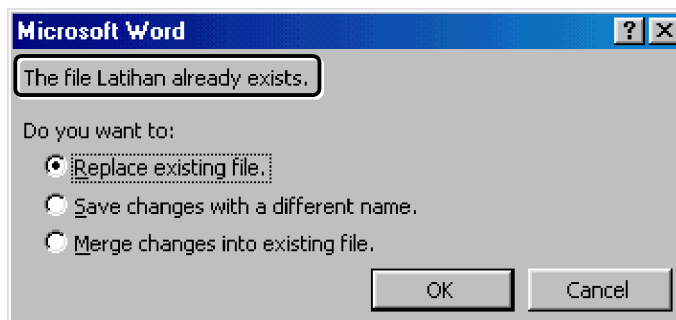 Microsoft Word
?
The file Latihan already exists.
Do you want to:
Replace existing file.
Save changes with a different name.
Merge changes into existing file.
OK Cancel